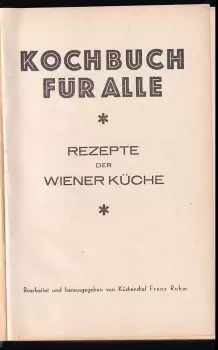 KOCHBUCH
FÜR ALLE
*
REZEPTE
DER
WIENER KÜCHE
*
Bearbeitet und herausgegeben von Küchenchef Franz Ruhm